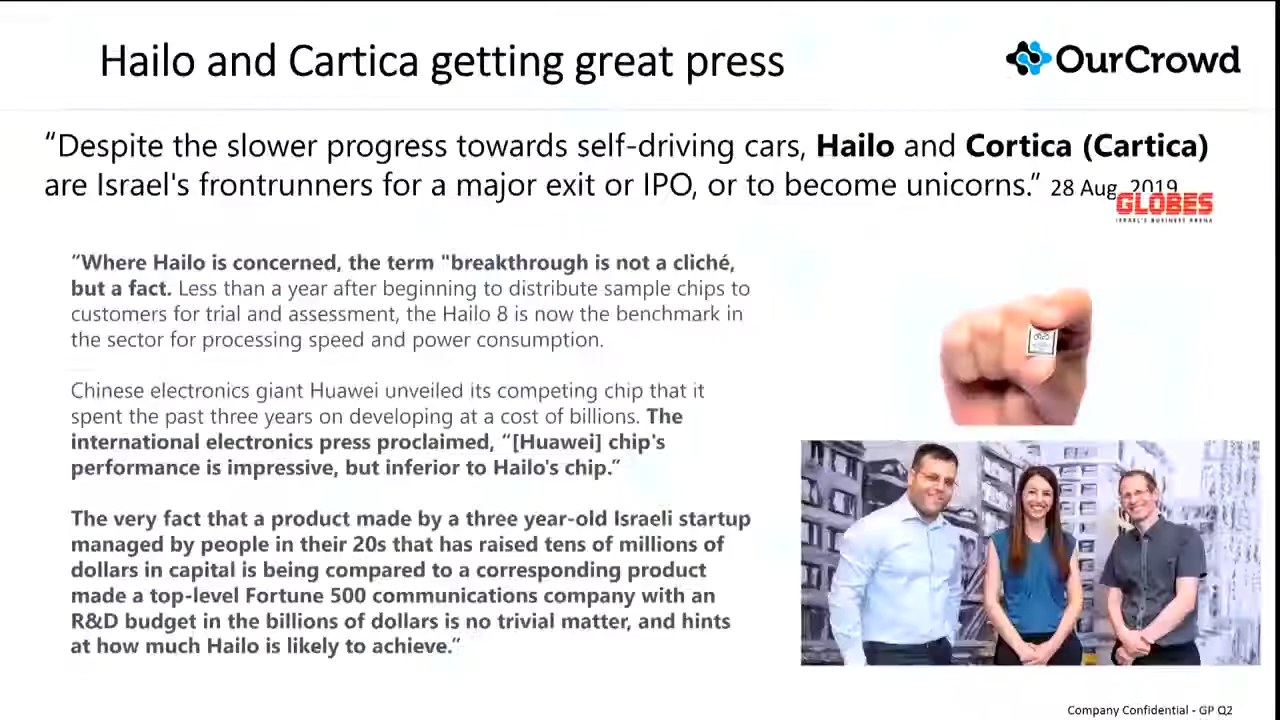 Hailo and Cartica getting great press
OurCrowd
“Despite the slower progress towards self-driving cars, Hailo and Cortica (Cartica)
are Israel's frontrunners for a major exit or IPO, or to become unicorns.” 28 Aug, 2019
GLOBES
ISRAEL'S BUSINESS ARENA
“Where Hailo is concerned, the term "breakthrough is not a cliché,
but a fact. Less than a year after beginning to distribute sample chips to
customers for trial and assessment, the Hailo 8 is now the benchmark in
the sector for processing speed and power consumption.
Chinese electronics giant Huawei unveiled its competing chip that it
spent the past three years on developing at a cost of billions. The
international electronics press proclaimed, “[Huawei] chip's
performance is impressive, but inferior to Hailo's chip.”
The very fact that a product made by a three year-old Israeli startup
managed by people in their 20s that has raised tens of millions of
dollars in capital is being compared to a corresponding product
made a top-level Fortune 500 communications company with an
R&D budget in the billions of dollars is no trivial matter, and hints
at how much Hailo is likely to achieve.”
Company Confidential - GP Q2